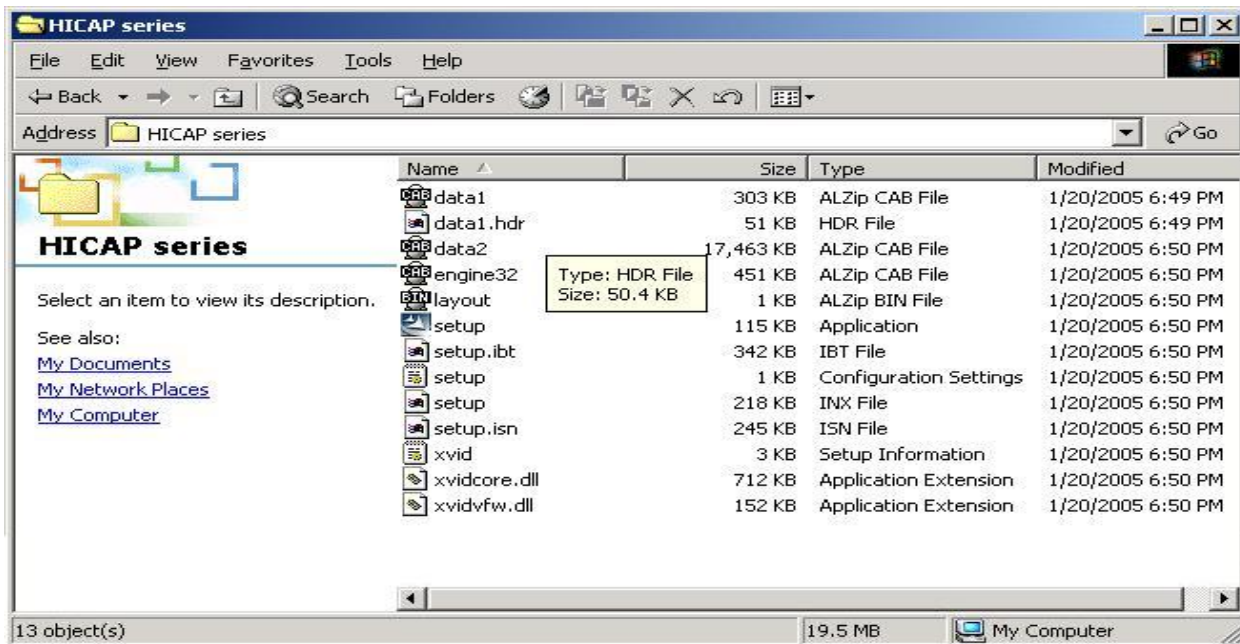 HICAP series
File Edit View Favorites Tools Help
Back Search Folders
Address HICAP series Go
HICAP series
Select an item to view its description.
See also:
My Documents
My Network Places
My Computer
Name Size Type Modified
data1 303 KB ALZip CAB File 1/20/2005 6:49 PM
data1.hdr 51 KB HDR File 1/20/2005 6:49 PM
data2 17,463 KB ALZip CAB File 1/20/2005 6:50 PM
engine32 451 KB ALZip CAB File 1/20/2005 6:50 PM
layout 1 KB ALZip BIN File 1/20/2005 6:50 PM
setup 115 KB Application 1/20/2005 6:50 PM
setup.ibt 342 KB IBT File 1/20/2005 6:50 PM
setup 1 KB Configuration Settings 1/20/2005 6:50 PM
setup 218 KB INX File 1/20/2005 6:50 PM
setup.isn 245 KB ISN File 1/20/2005 6:50 PM
xvid 3 KB Setup Information 1/20/2005 6:50 PM
xvidcore.dll 712 KB Application Extension 1/20/2005 6:50 PM
xvidvfw.dll 152 KB Application Extension 1/20/2005 6:50 PM
Type: HDR File
Size: 50.4 KB
13 object(s) 19.5 MB My Computer